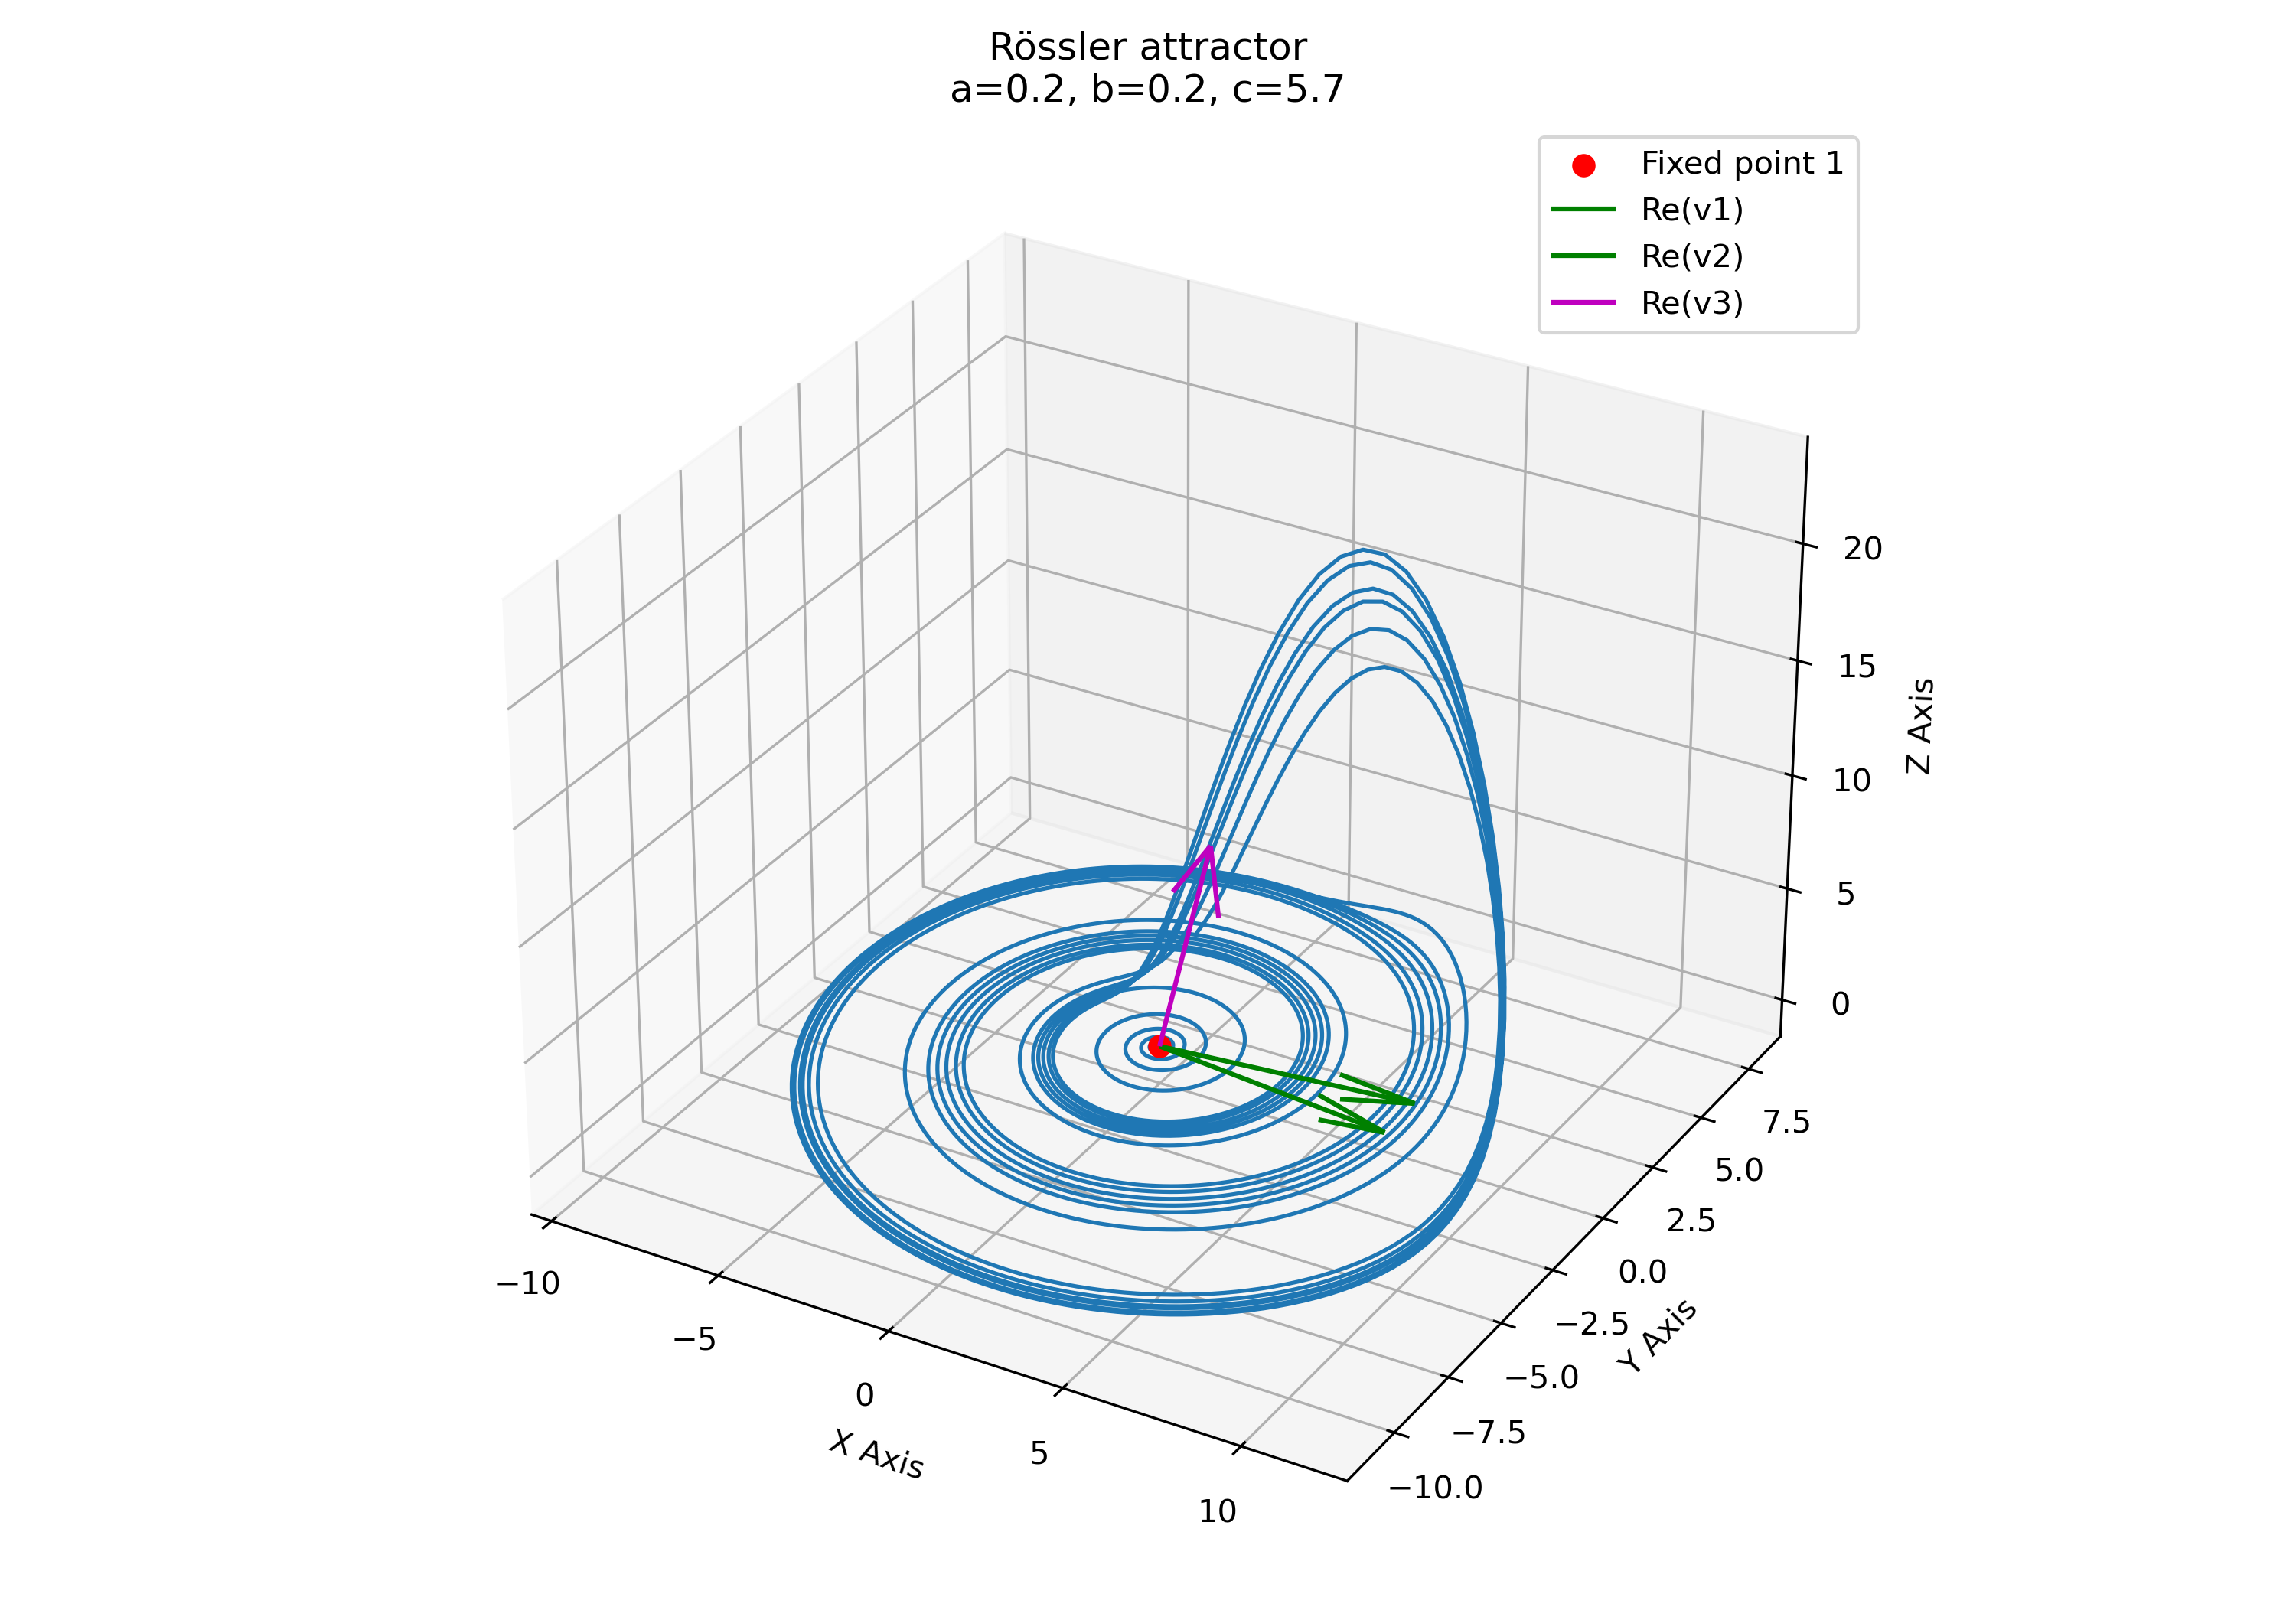 Rössler attractor
a=0.2, b=0.2, c=5.7
Fixed point 1
Re(v1)
Re(v2)
Re(v3)
20
15
10
5
0
Z Axis
7.5
5.0
2.5
0.0
−2.5
−5.0
−7.5
−10.0
Y Axis
−10
−5
0
5
10
X Axis